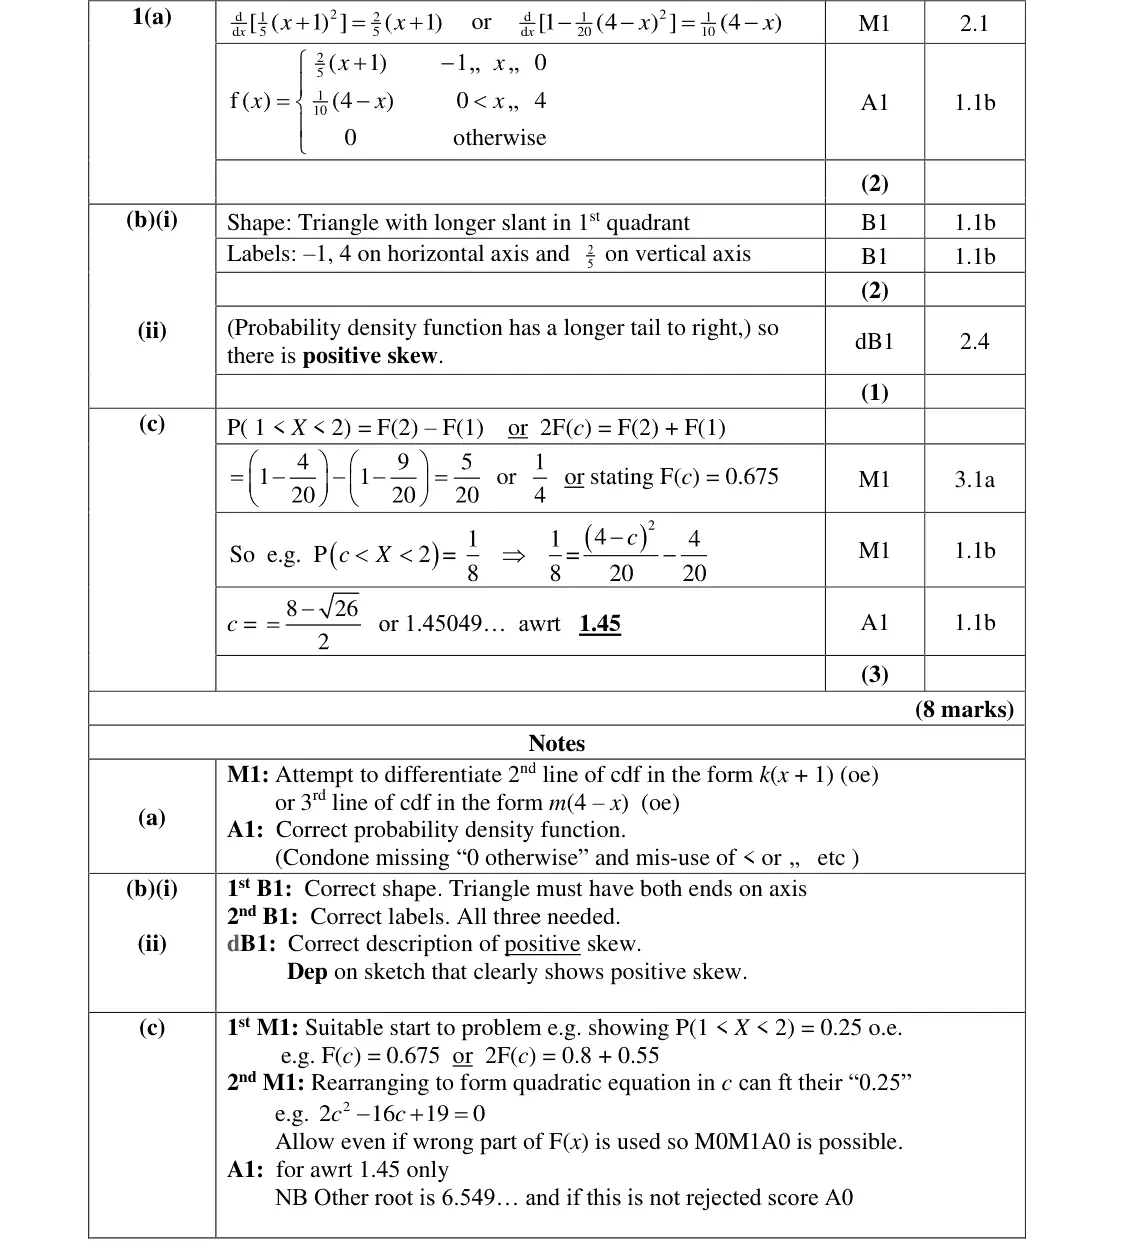 1(a) d/dx[1/5(x+1)²]=2/5(x+1) or d/dx[1−1/20(4−x)²]=1/10(4−x) M1 2.1
f(x)={ 2/5(x+1) −1,, x,, 0
1/10(4−x) 0<x,, 4 A1 1.1b
0 otherwise
(2)
(b)(i) Shape: Triangle with longer slant in 1st quadrant B1 1.1b
Labels: –1, 4 on horizontal axis and 2/5 on vertical axis B1 1.1b
(2)
(ii) (Probability density function has a longer tail to right,) so
there is positive skew. dB1 2.4
(1)
(c) P( 1 < X < 2) = F(2) – F(1) or 2F(c) = F(2) + F(1)
=(1−4/20)−(1−9/20)=5/20 or 1/4 or stating F(c) = 0.675 M1 3.1a
So e.g. P(c < X < 2)=1/8 ⇒ 1/8=(4−c)²/20−4/20 M1 1.1b
c = =(8−√26)/2 or 1.45049… awrt 1.45 A1 1.1b
(3)
(8 marks)
Notes
(a) M1: Attempt to differentiate 2nd line of cdf in the form k(x + 1) (oe)
or 3rd line of cdf in the form m(4 – x) (oe)
A1: Correct probability density function.
(Condone missing “0 otherwise” and mis-use of < or ,, etc )
(b)(i) 1st B1: Correct shape. Triangle must have both ends on axis
2nd B1: Correct labels. All three needed.
(ii) dB1: Correct description of positive skew.
Dep on sketch that clearly shows positive skew.
(c) 1st M1: Suitable start to problem e.g. showing P(1 < X < 2) = 0.25 o.e.
e.g. F(c) = 0.675 or 2F(c) = 0.8 + 0.55
2nd M1: Rearranging to form quadratic equation in c can ft their “0.25”
e.g. 2c²−16c+19=0
Allow even if wrong part of F(x) is used so M0M1A0 is possible.
A1: for awrt 1.45 only
NB Other root is 6.549… and if this is not rejected score A0